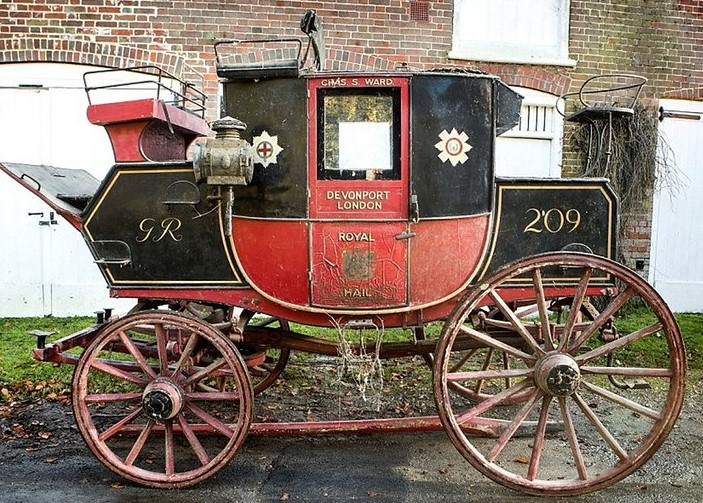 CHAS. S. WARD
DEVONPORT
LONDON
ROYAL
MAIL
GR
209